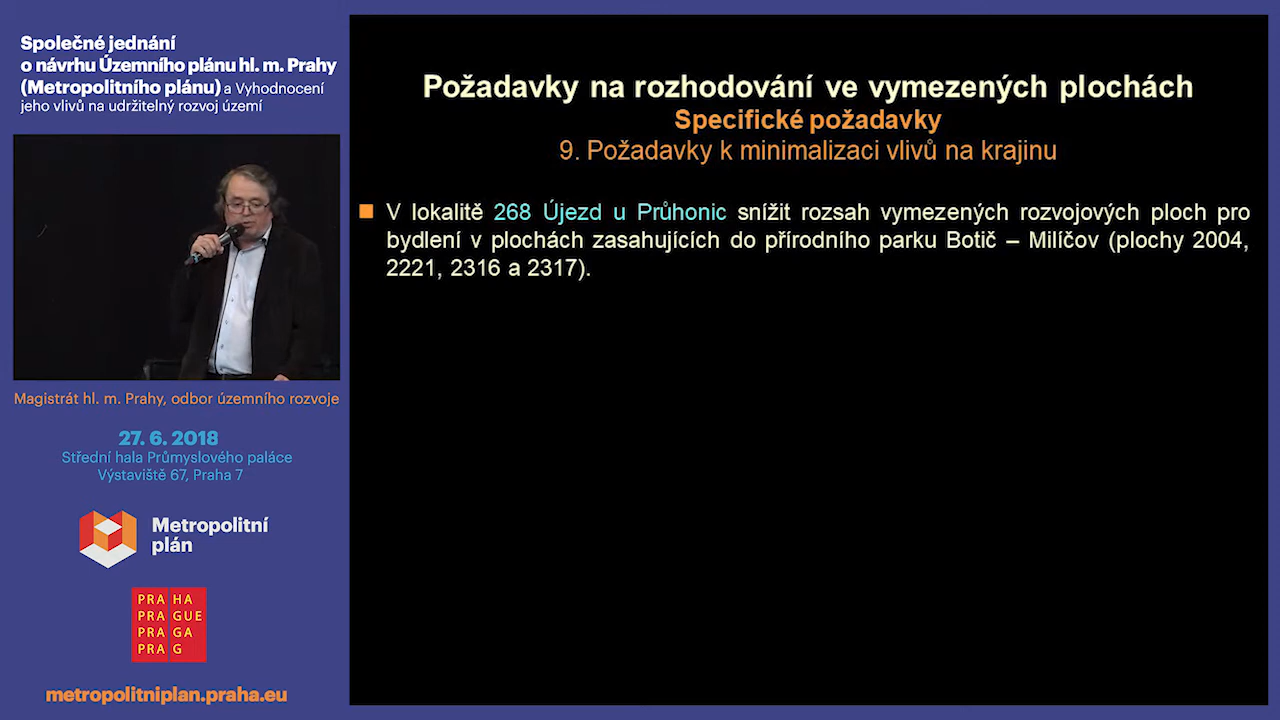 Společné jednání
o návrhu Územního plánu hl. m. Prahy
(Metropolitního plánu) a Vyhodnocení
jeho vlivů na udržitelný rozvoj území
Magistrát hl. m. Prahy, odbor územního rozvoje
27. 6. 2018
Střední hala Průmyslového paláce
Výstaviště 67, Praha 7
Metropolitní
plán
PRA HA
PRA GUE
PRA GA
PRA G
metropolitniplan.praha.eu
Požadavky na rozhodování ve vymezených plochách
Specifické požadavky
9. Požadavky k minimalizaci vlivů na krajinu
V lokalitě 268 Újezd u Průhonic snížit rozsah vymezených rozvojových ploch pro
bydlení v plochách zasahujících do přírodního parku Botič – Milíčov (plochy 2004,
2221, 2316 a 2317).